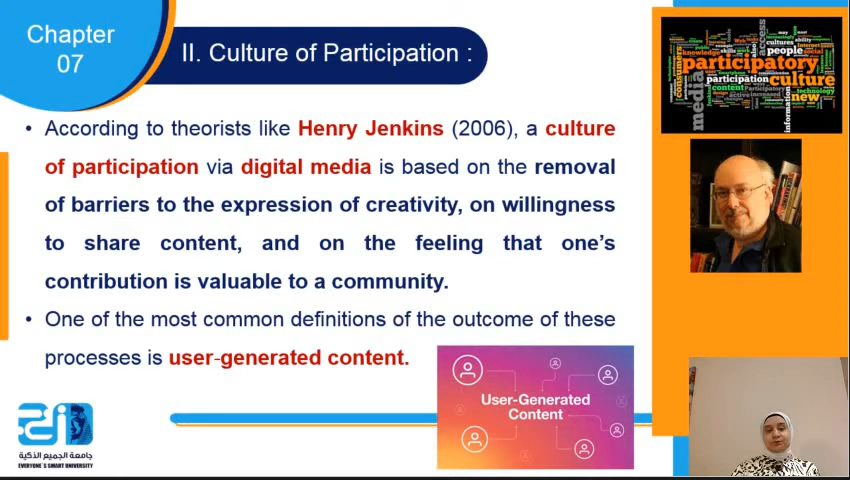 Chapter
07
II. Culture of Participation :
• According to theorists like Henry Jenkins (2006), a culture
of participation via digital media is based on the removal
of barriers to the expression of creativity, on willingness
to share content, and on the feeling that one's
contribution is valuable to a community.
• One of the most common definitions of the outcome of these
processes is user-generated content.
User-Generated
Content
access
cultures
people
knowledge
skills
participatory
consumers
participation
culture
content
technology
new
media
information
جامعة الجميع الذكية
EVERYONE`S SMART UNIVERSITY